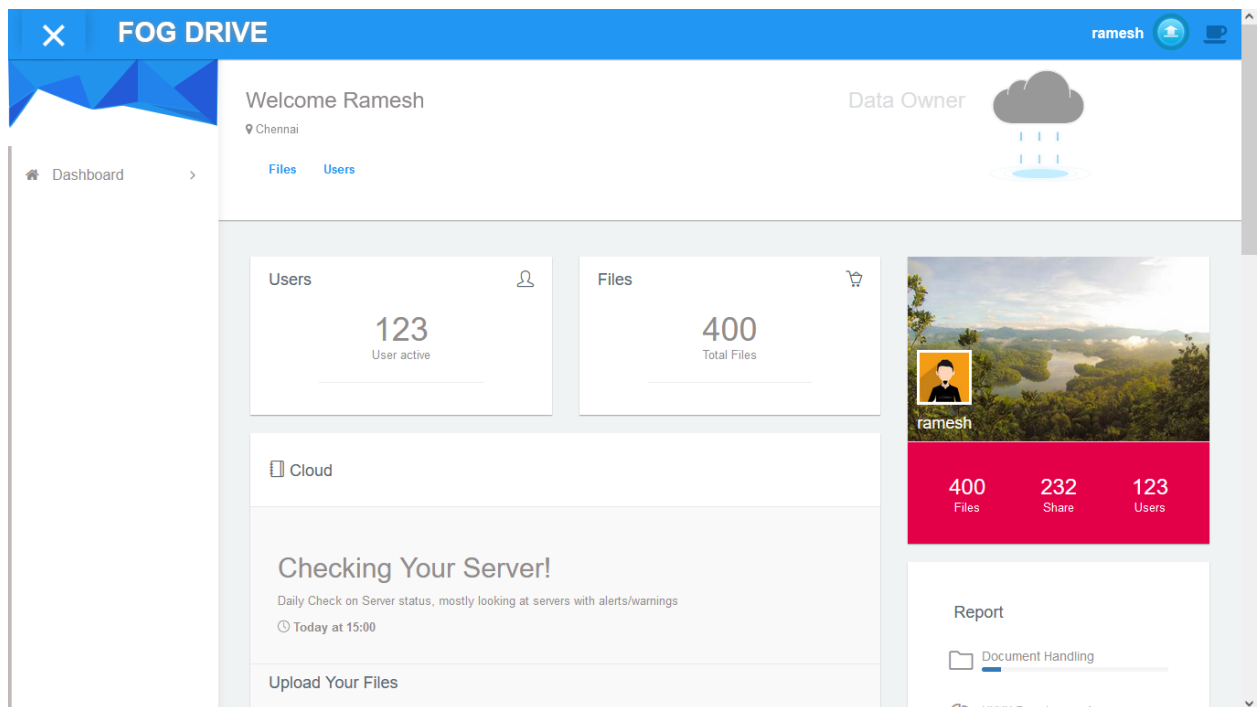 FOG DRIVE
ramesh
Welcome Ramesh
Data Owner
Chennai
Files Users
Dashboard
Users
123
User active
Files
400
Total Files
ramesh
400 232 123
Files Share Users
Cloud
Checking Your Server!
Daily Check on Server status, mostly looking at servers with alerts/warnings
Today at 15:00
Upload Your Files
Report
Document Handling